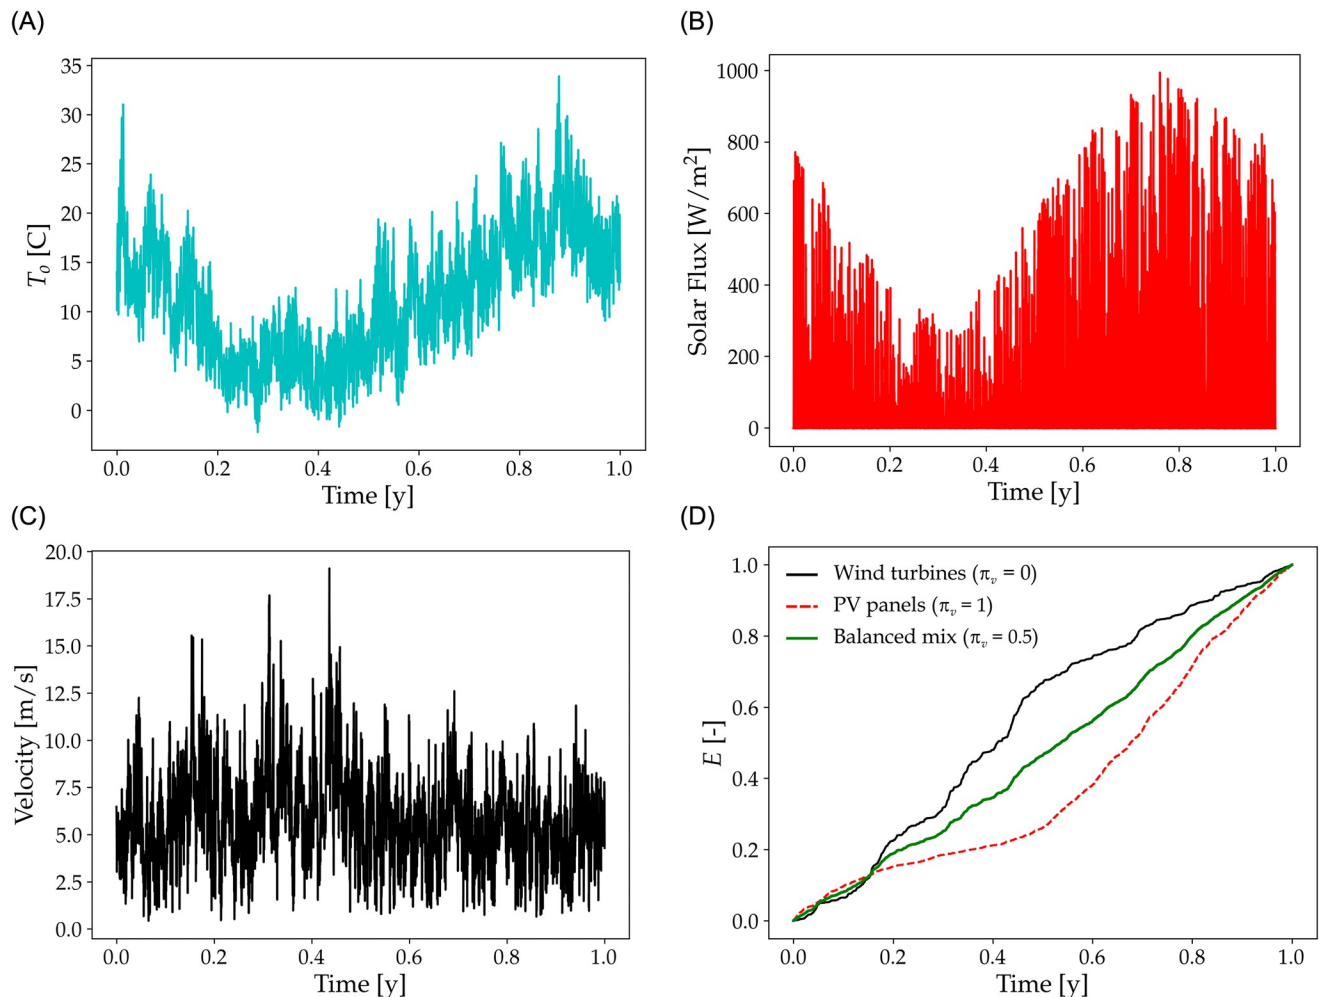 (A)
35
30
25
20
15
10
5
0
T_o [C]
0.0 0.2 0.4 0.6 0.8 1.0
Time [y]
(B)
1000
800
600
400
200
0
Solar Flux [W/m²]
0.0 0.2 0.4 0.6 0.8 1.0
Time [y]
(C)
20.0
17.5
15.0
12.5
10.0
7.5
5.0
2.5
0.0
Velocity [m/s]
0.0 0.2 0.4 0.6 0.8 1.0
Time [y]
(D)
1.0
0.8
0.6
0.4
0.2
0.0
E [-]
Wind turbines (π_v = 0)
PV panels (π_v = 1)
Balanced mix (π_v = 0.5)
0.0 0.2 0.4 0.6 0.8 1.0
Time [y]